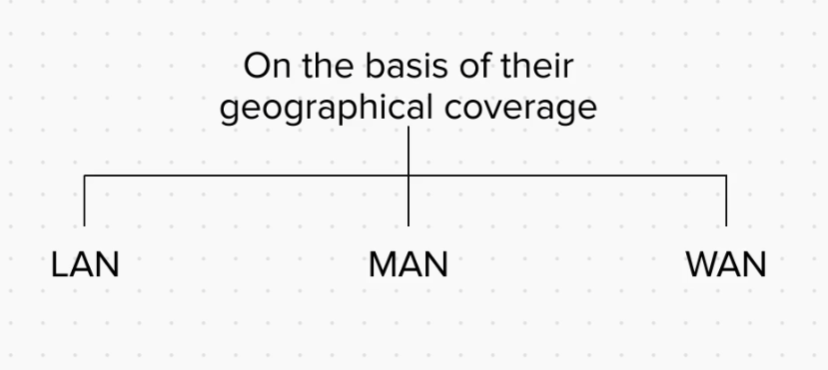 On the basis of their
geographical coverage
LAN
MAN
WAN